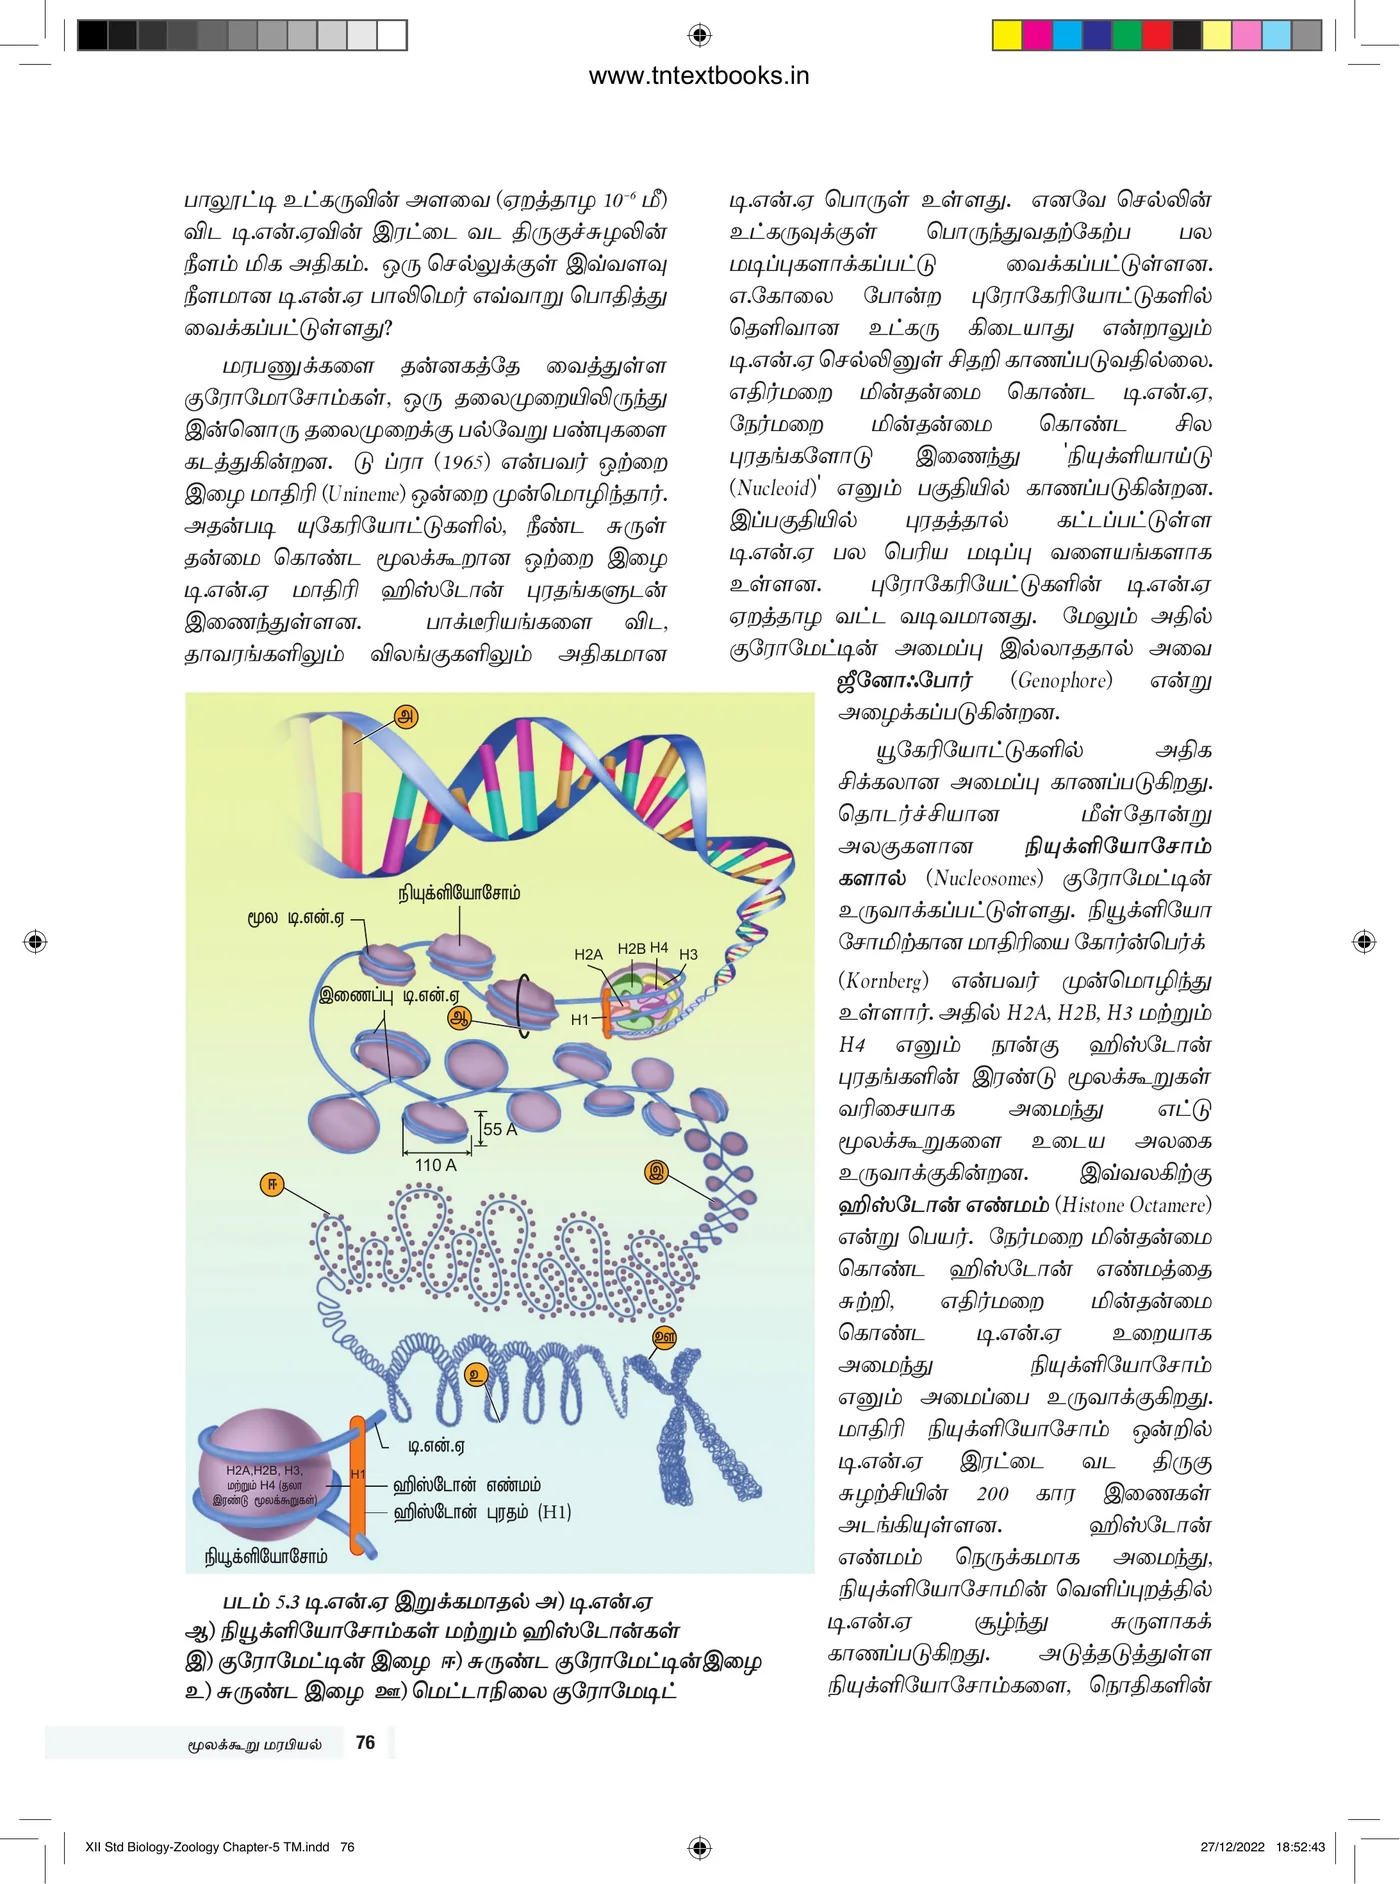 www.tntextbooks.in
பாலூட்டி உட்கருவின் அளவை (ஏறத்தாழ 10⁻⁶ மீ)
விட டி.என்.ஏவின் இரட்டை வட திருகுச்சுழலின்
நீளம் மிக அதிகம். ஒரு செல்லுக்குள் இவ்வளவு
நீளமான டி.என்.ஏ பாலிமெர் எவ்வாறு பொதித்து
வைக்கப்பட்டுள்ளது?
மரபணுக்களை தன்னகத்தே வைத்துள்ள
குரோமோசோம்கள், ஒரு தலைமுறையிலிருந்து
இன்னொரு தலைமுறைக்கு பல்வேறு பண்புகளை
கடத்துகின்றன. டு ப்ரா (1965) என்பவர் ஒற்றை
இழை மாதிரி (Unineme) ஒன்றை முன்மொழிந்தார்.
அதன்படி யுகேரியோட்டுகளில், நீண்ட சுருள்
தன்மை கொண்ட மூலக்கூறான ஒற்றை இழை
டி.என்.ஏ மாதிரி ஹிஸ்டோன் புரதங்களுடன்
இணைந்துள்ளன. பாக்டீரியங்களை விட,
தாவரங்களிலும் விலங்குகளிலும் அதிகமான
டி.என்.ஏ பொருள் உள்ளது. எனவே செல்லின்
உட்கருவுக்குள் பொருந்துவதற்கேற்ப பல
மடிப்புகளாக்கப்பட்டு வைக்கப்பட்டுள்ளன.
எ.கோலை போன்ற புரோகேரியோட்டுகளில்
தெளிவான உட்கரு கிடையாது என்றாலும்
டி.என்.ஏ செல்லினுள் சிதறி காணப்படுவதில்லை.
எதிர்மறை மின்தன்மை கொண்ட டி.என்.ஏ,
நேர்மறை மின்தன்மை கொண்ட சில
புரதங்களோடு இணைந்து 'நியுக்ளியாய்டு
(Nucleoid)' எனும் பகுதியில் காணப்படுகின்றன.
இப்பகுதியில் புரதத்தால் கட்டப்பட்டுள்ள
டி.என்.ஏ பல பெரிய மடிப்பு வளையங்களாக
உள்ளன. புரோகேரியேட்டுகளின் டி.என்.ஏ
ஏறத்தாழ வட்ட வடிவமானது. மேலும் அதில்
குரோமேட்டின் அமைப்பு இல்லாததால் அவை
ஜீனோஃபோர் (Genophore) என்று
அழைக்கப்படுகின்றன.
யூகேரியோட்டுகளில் அதிக
சிக்கலான அமைப்பு காணப்படுகிறது.
தொடர்ச்சியான மீள்தோன்று
அலகுகளான நியுக்ளியோசோம்
களால் (Nucleosomes) குரோமேட்டின்
உருவாக்கப்பட்டுள்ளது. நியூக்ளியோ
சோமிற்கான மாதிரியை கோர்ன்பெர்க்
(Kornberg) என்பவர் முன்மொழிந்து
உள்ளார். அதில் H2A, H2B, H3 மற்றும்
H4 எனும் நான்கு ஹிஸ்டோன்
புரதங்களின் இரண்டு மூலக்கூறுகள்
வரிசையாக அமைந்து எட்டு
மூலக்கூறுகளை உடைய அலகை
உருவாக்குகின்றன. இவ்வலகிற்கு
ஹிஸ்டோன் எண்மம் (Histone Octamere)
என்று பெயர். நேர்மறை மின்தன்மை
கொண்ட ஹிஸ்டோன் எண்மத்தை
சுற்றி, எதிர்மறை மின்தன்மை
கொண்ட டி.என்.ஏ உறையாக
அமைந்து நியுக்ளியோசோம்
எனும் அமைப்பை உருவாக்குகிறது.
மாதிரி நியுக்ளியோசோம் ஒன்றில்
டி.என்.ஏ இரட்டை வட திருகு
சுழற்சியின் 200 கார இணைகள்
அடங்கியுள்ளன. ஹிஸ்டோன்
எண்மம் நெருக்கமாக அமைந்து,
நியுக்ளியோசோமின் வெளிப்புறத்தில்
டி.என்.ஏ சூழ்ந்து சுருளாகக்
காணப்படுகிறது. அடுத்தடுத்துள்ள
நியுக்ளியோசோம்களை, நொதிகளின்
அ
நியுக்ளியோசோம்
மூல டி.என்.ஏ
H2A H2B H4 H3
இணைப்பு டி.என்.ஏ
ஆ
H1
55 A
110 A
இ
ஈ
ஊ
உ
டி.என்.ஏ
H2A,H2B, H3,
மற்றும் H4 (தலா
இரண்டு மூலக்கூறுகள்)
H1
ஹிஸ்டோன் எண்மம்
ஹிஸ்டோன் புரதம் (H1)
நியூக்ளியோசோம்
படம் 5.3 டி.என்.ஏ இறுக்கமாதல் அ) டி.என்.ஏ
ஆ) நியூக்ளியோசோம்கள் மற்றும் ஹிஸ்டோன்கள்
இ) குரோமேட்டின் இழை ஈ) சுருண்ட குரோமேட்டின்இழை
உ) சுருண்ட இழை ஊ) மெட்டாநிலை குரோமேடிட்
மூலக்கூறு மரபியல் 76
XII Std Biology-Zoology Chapter-5 TM.indd 76
27/12/2022 18:52:43